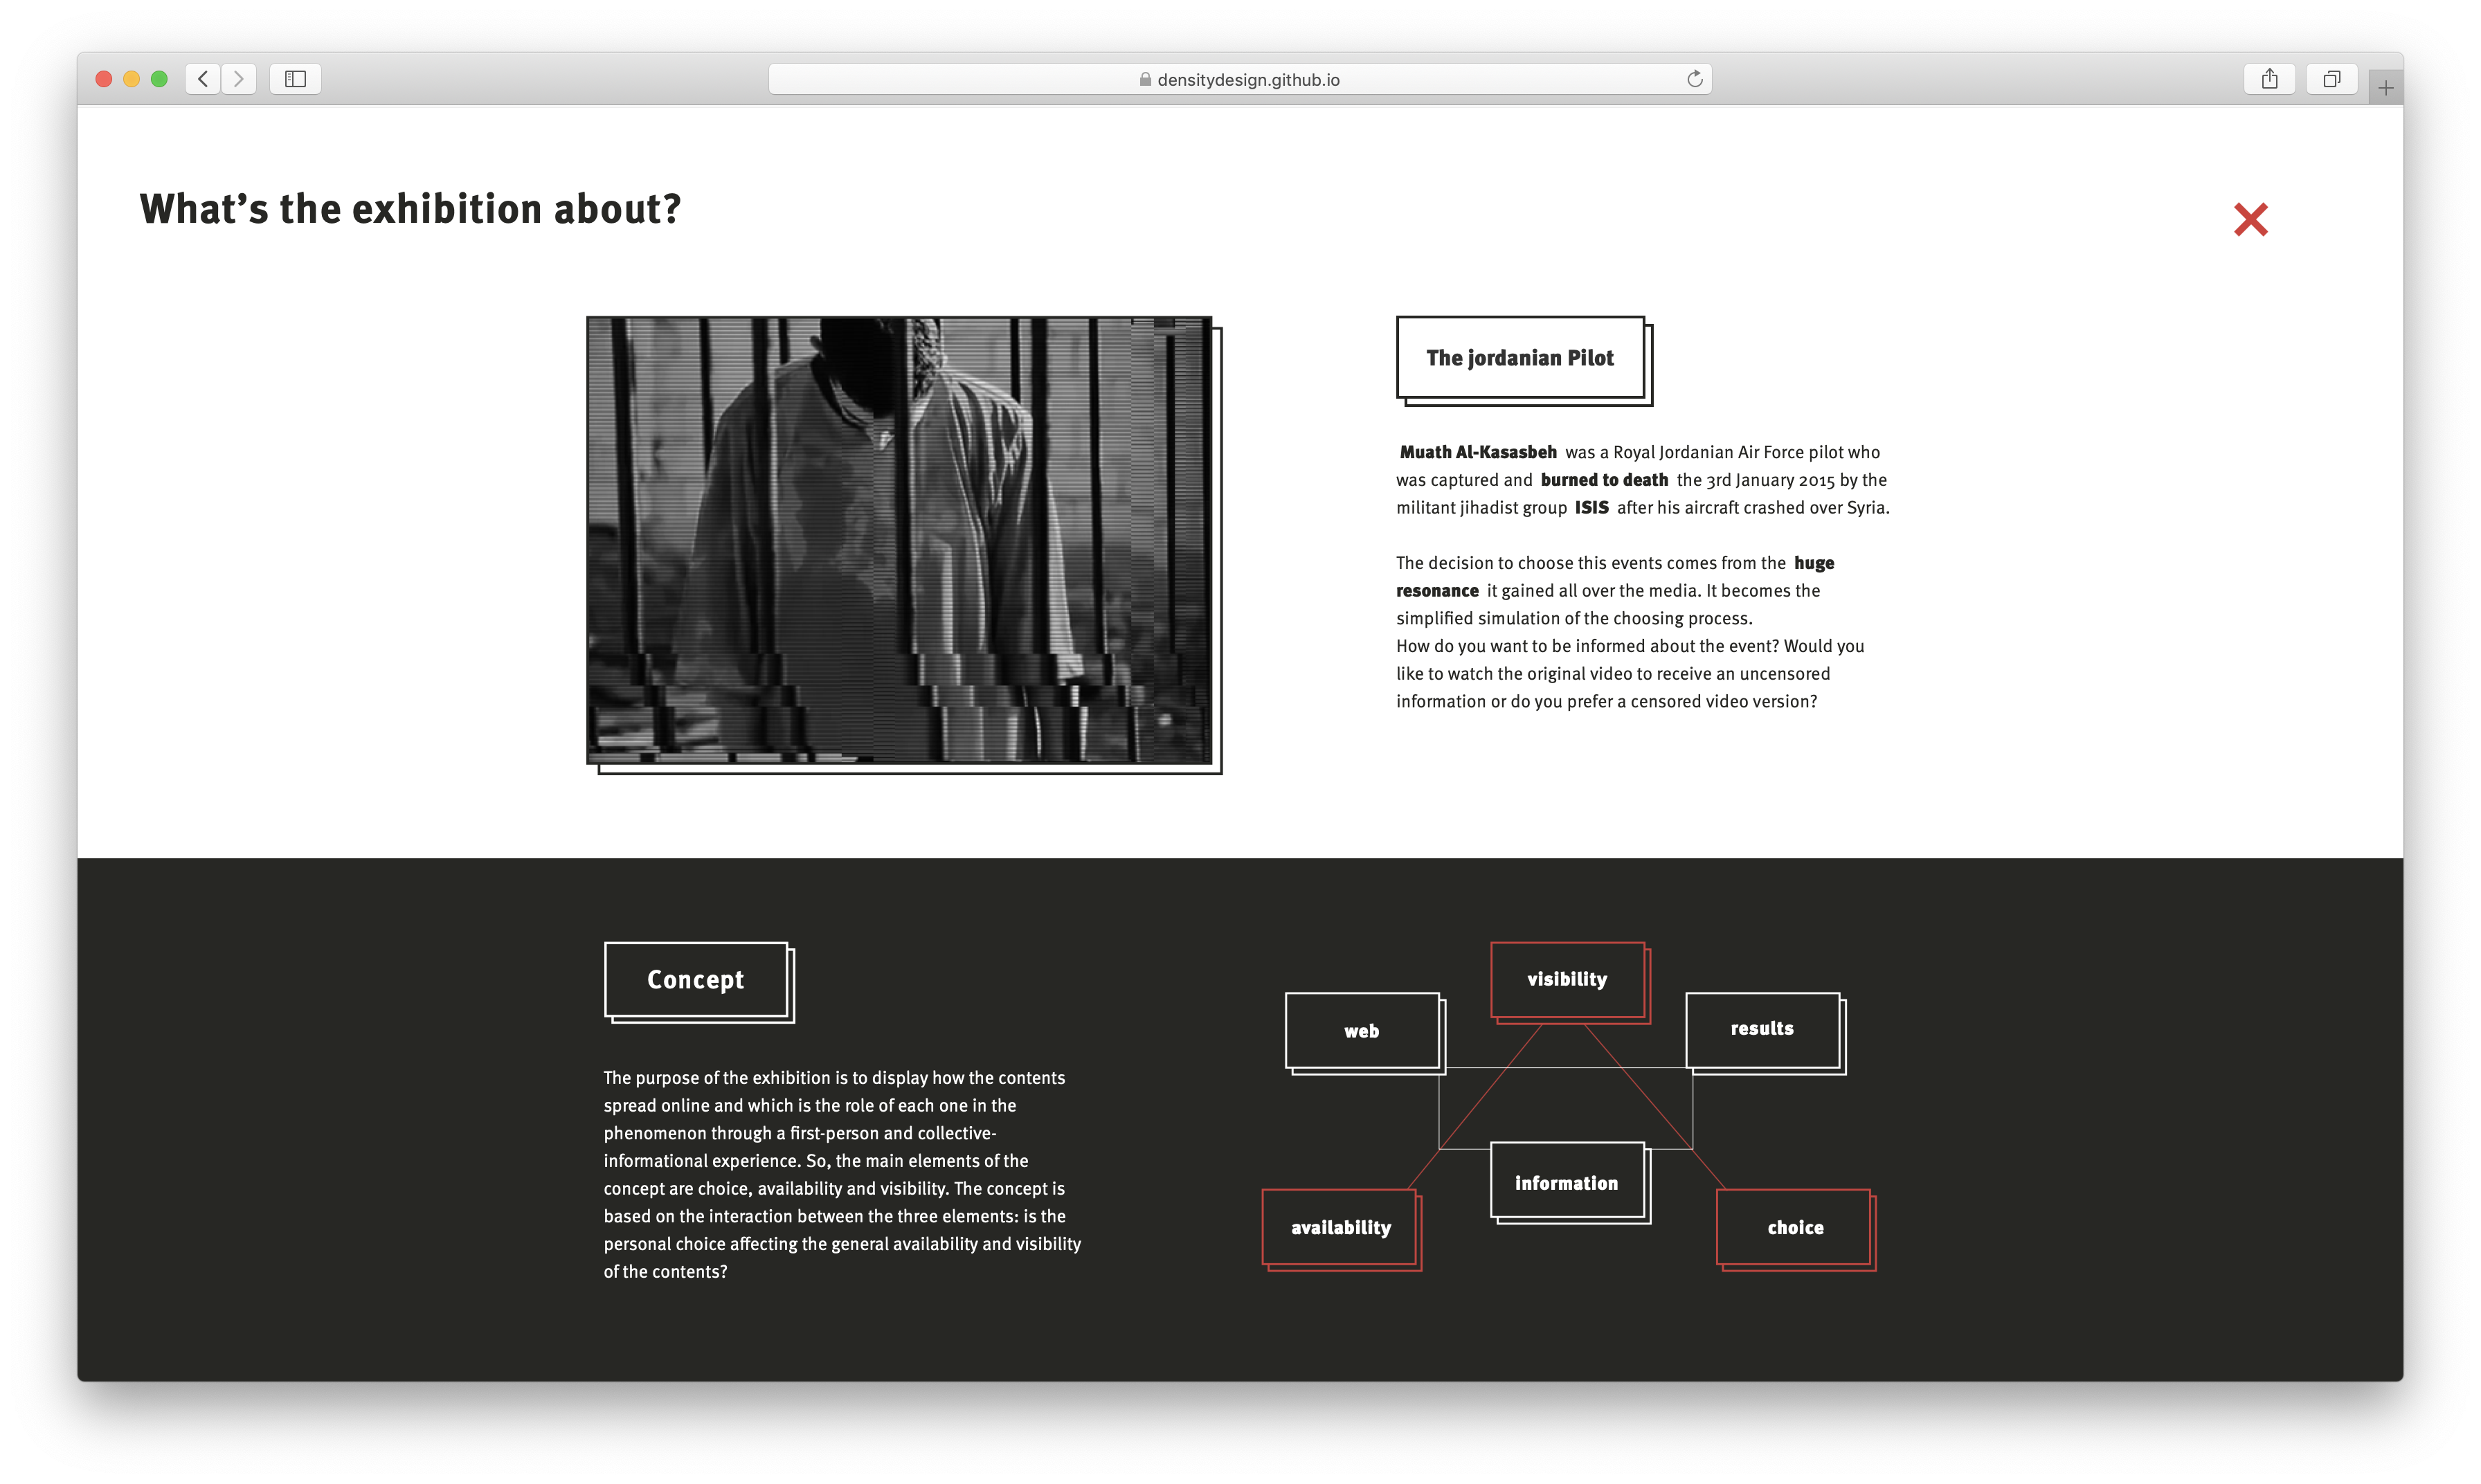 densitydesign.github.io
What's the exhibition about?
The jordanian Pilot
Muath Al-Kasasbeh was a Royal Jordanian Air Force pilot who
was captured and burned to death the 3rd January 2015 by the
militant jihadist group ISIS after his aircraft crashed over Syria.
The decision to choose this events comes from the huge
resonance it gained all over the media. It becomes the
simplified simulation of the choosing process.
How do you want to be informed about the event? Would you
like to watch the original video to receive an uncensored
information or do you prefer a censored video version?
Concept
The purpose of the exhibition is to display how the contents
spread online and which is the role of each one in the
phenomenon through a first-person and collective-
informational experience. So, the main elements of the
concept are choice, availability and visibility. The concept is
based on the interaction between the three elements: is the
personal choice affecting the general availability and visibility
of the contents?
visibility
web
results
information
availability
choice